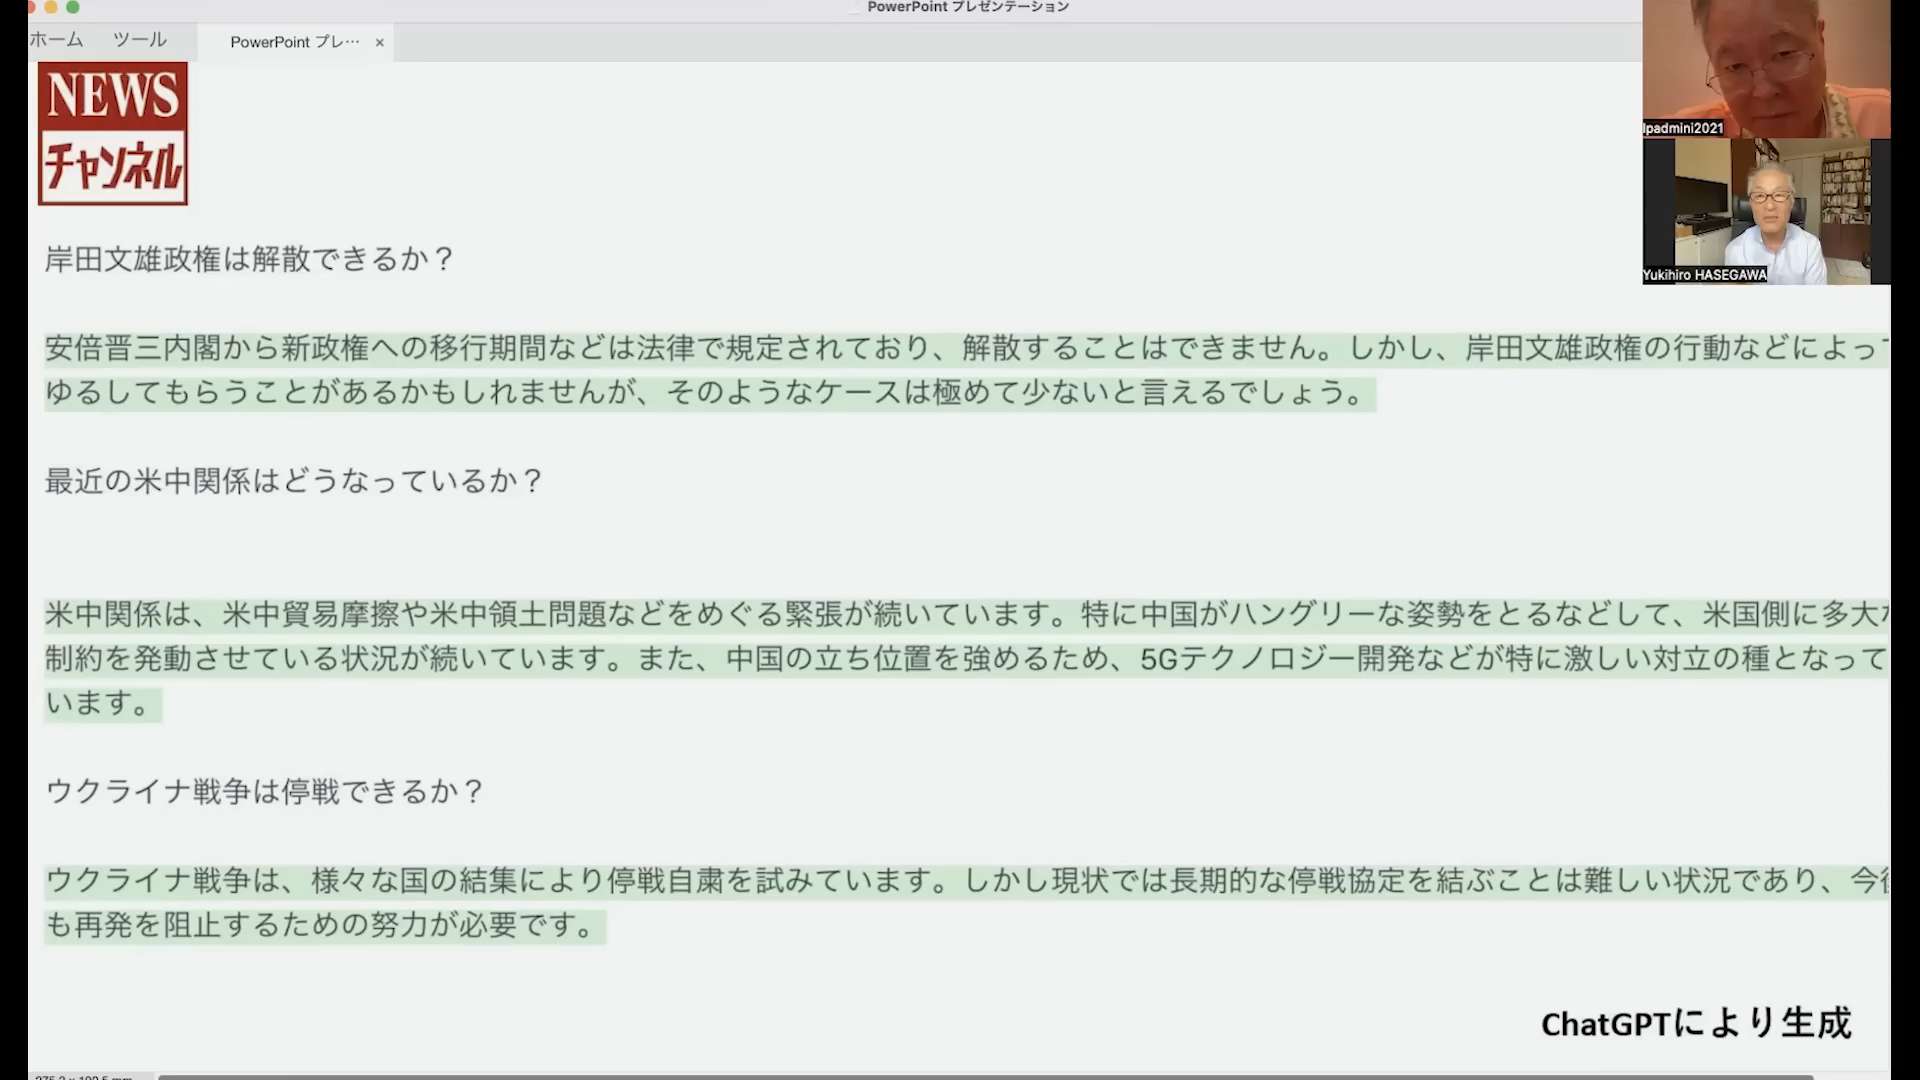 PowerPoint プレゼンテーション
ホーム ツール PowerPoint プレ… ×
NEWS
チャンネル
lpadmini2021
Yukihiro HASEGAWA
岸田文雄政権は解散できるか？
安倍晋三内閣から新政権への移行期間などは法律で規定されており、解散することはできません。しかし、岸田文雄政権の行動などによっ
ゆるしてもらうことがあるかもしれませんが、そのようなケースは極めて少ないと言えるでしょう。
最近の米中関係はどうなっているか？
米中関係は、米中貿易摩擦や米中領土問題などをめぐる緊張が続いています。特に中国がハングリーな姿勢をとるなどして、米国側に多大
制約を発動させている状況が続いています。また、中国の立ち位置を強めるため、5Gテクノロジー開発などが特に激しい対立の種となって
います。
ウクライナ戦争は停戦できるか？
ウクライナ戦争は、様々な国の結集により停戦自粛を試みています。しかし現状では長期的な停戦協定を結ぶことは難しい状況であり、今
も再発を阻止するための努力が必要です。
ChatGPTにより生成